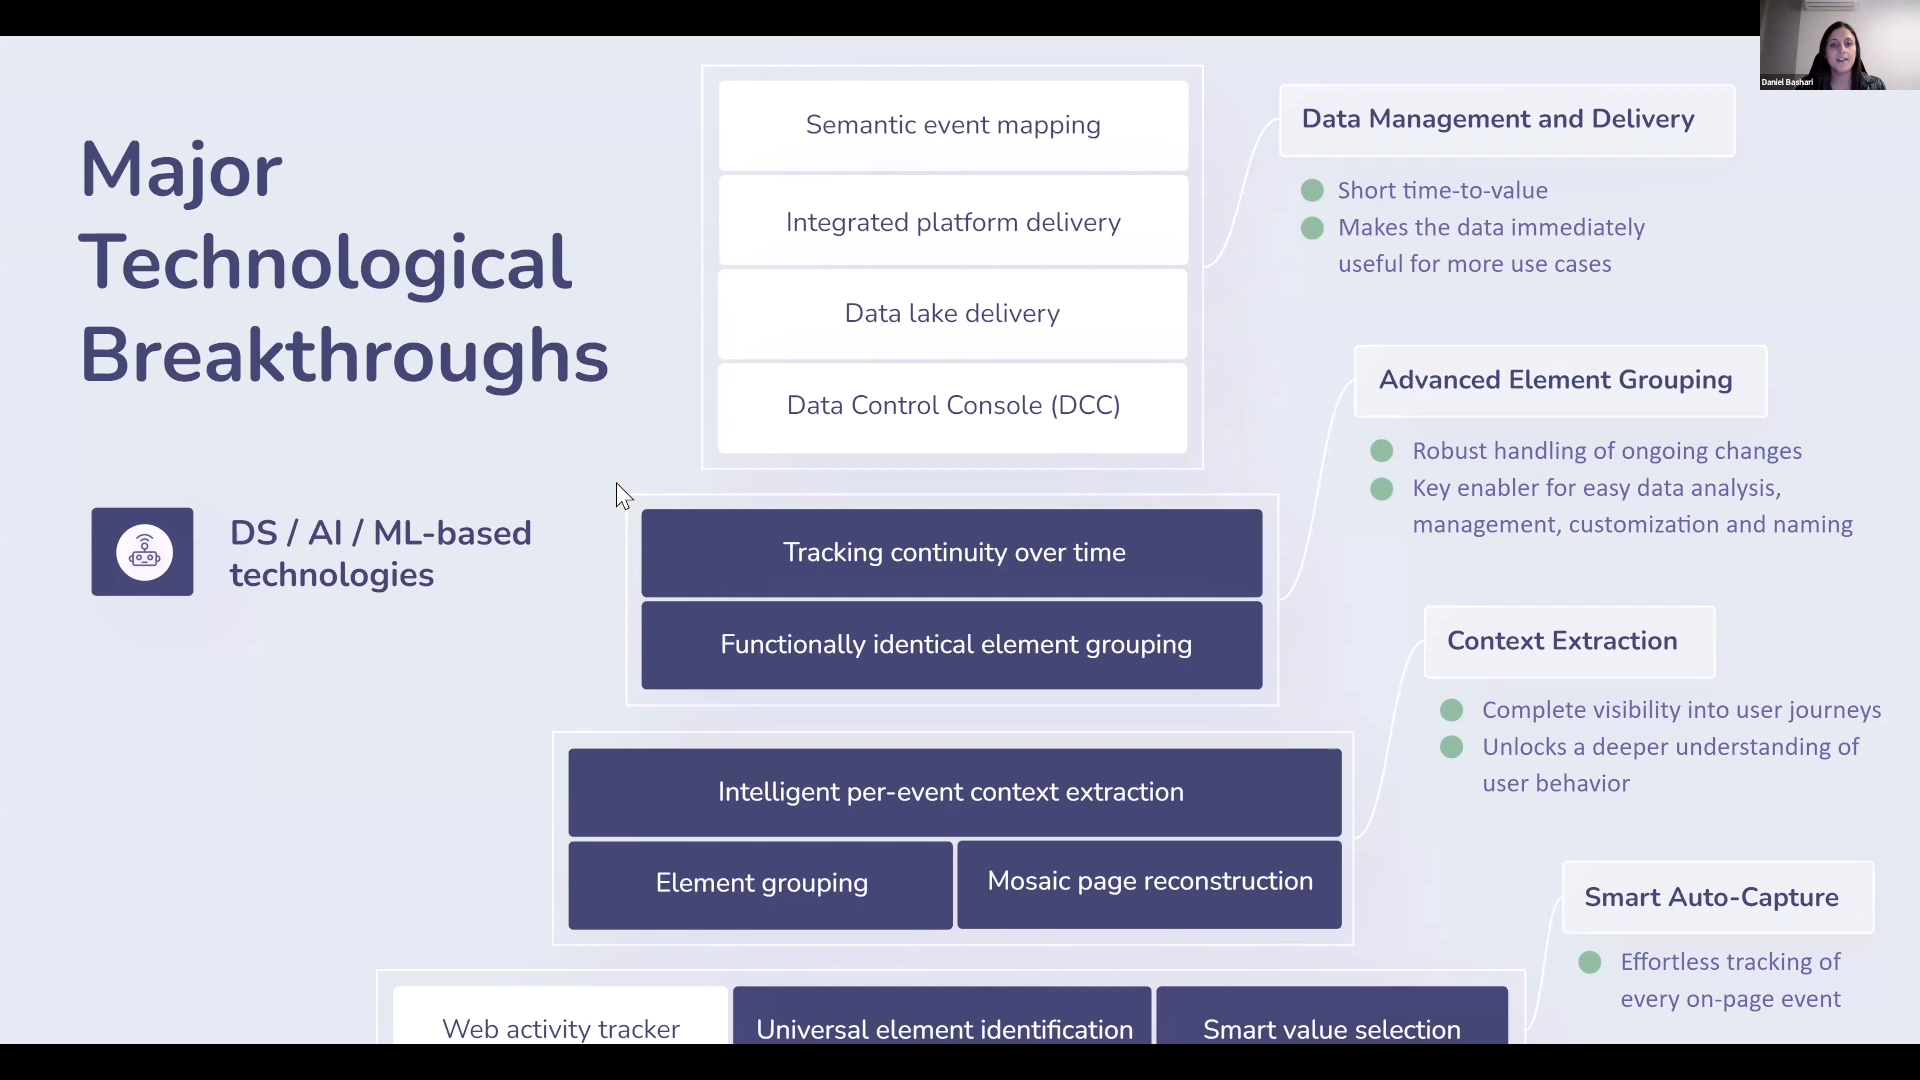 Major
Technological
Breakthroughs
DS / AI / ML-based
technologies
Semantic event mapping
Integrated platform delivery
Data lake delivery
Data Control Console (DCC)
Tracking continuity over time
Functionally identical element grouping
Intelligent per-event context extraction
Element grouping
Mosaic page reconstruction
Web activity tracker
Universal element identification
Smart value selection
Data Management and Delivery
Short time-to-value
Makes the data immediately
useful for more use cases
Advanced Element Grouping
Robust handling of ongoing changes
Key enabler for easy data analysis,
management, customization and naming
Context Extraction
Complete visibility into user journeys
Unlocks a deeper understanding of
user behavior
Smart Auto-Capture
Effortless tracking of
every on-page event
Daniel Bashari